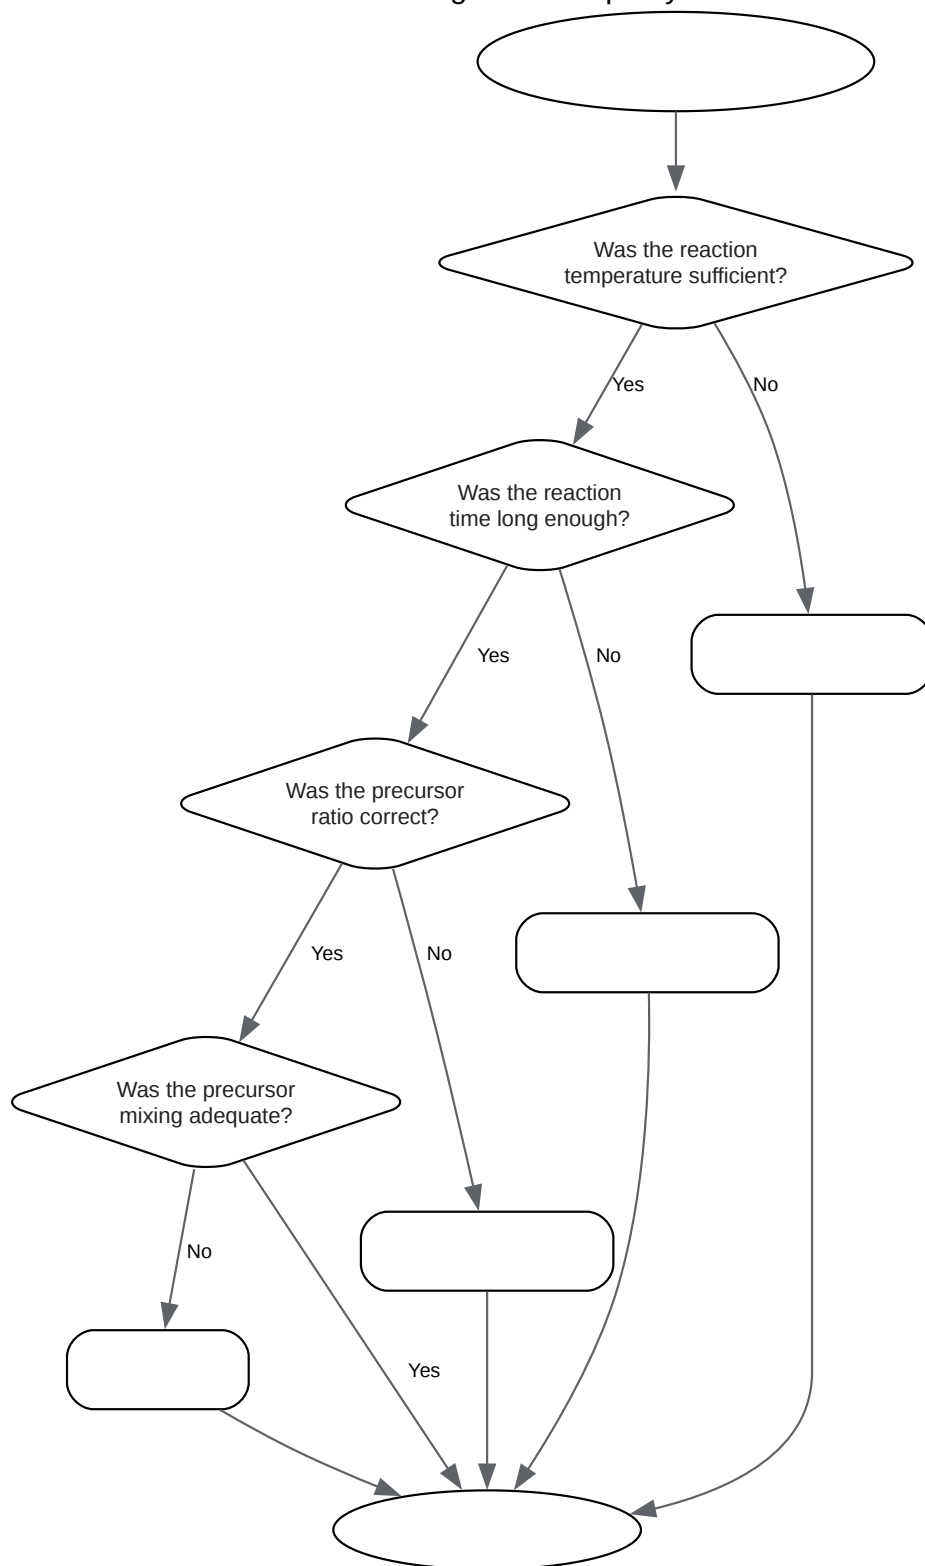 Was the reaction
temperature sufficient?
Yes
No
Was the reaction
time long enough?
Yes
No
Was the precursor
ratio correct?
Yes
No
Was the precursor
mixing adequate?
No
Yes